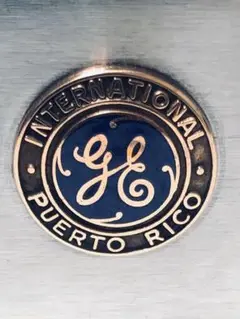 INTERNATIONAL
GE
PUERTO RICO